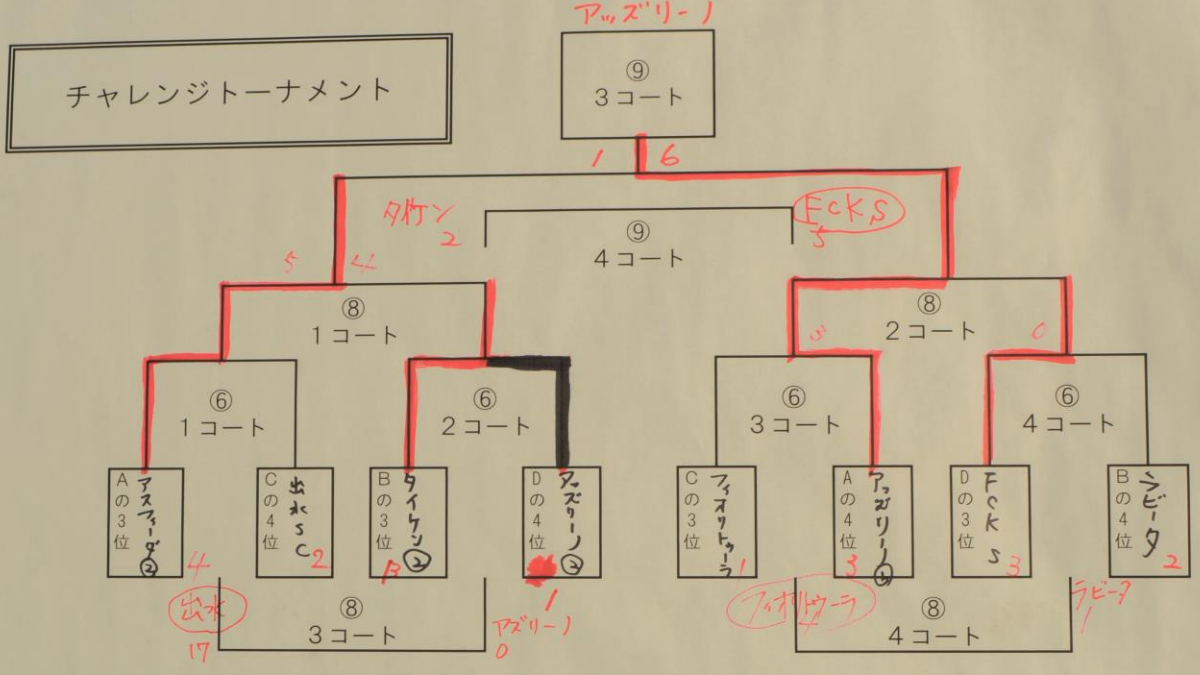 アッズリーノ
チャレンジトーナメント
⑨
3コート
1 6
タイケン
2
FCKS
5
⑨
4コート
5 4
⑧
1コート
⑧
2コート
3 0
⑥
1コート
⑥
2コート
⑥
3コート
⑥
4コート
Aの3位
アスフィーダ②
4
Cの4位
出水SC
2
Bの3位
タイケン②
Dの4位
アッズリーノ②
1
Cの3位
フィオリトゥーラ
1
Aの4位
アッズリーノ①
3
Dの3位
FCKS
3
Bの4位
ラビータ
2
出水
17
⑧
3コート
アズリーノ
0
フィオリトゥーラ
4
⑧
4コート
ラビータ
1